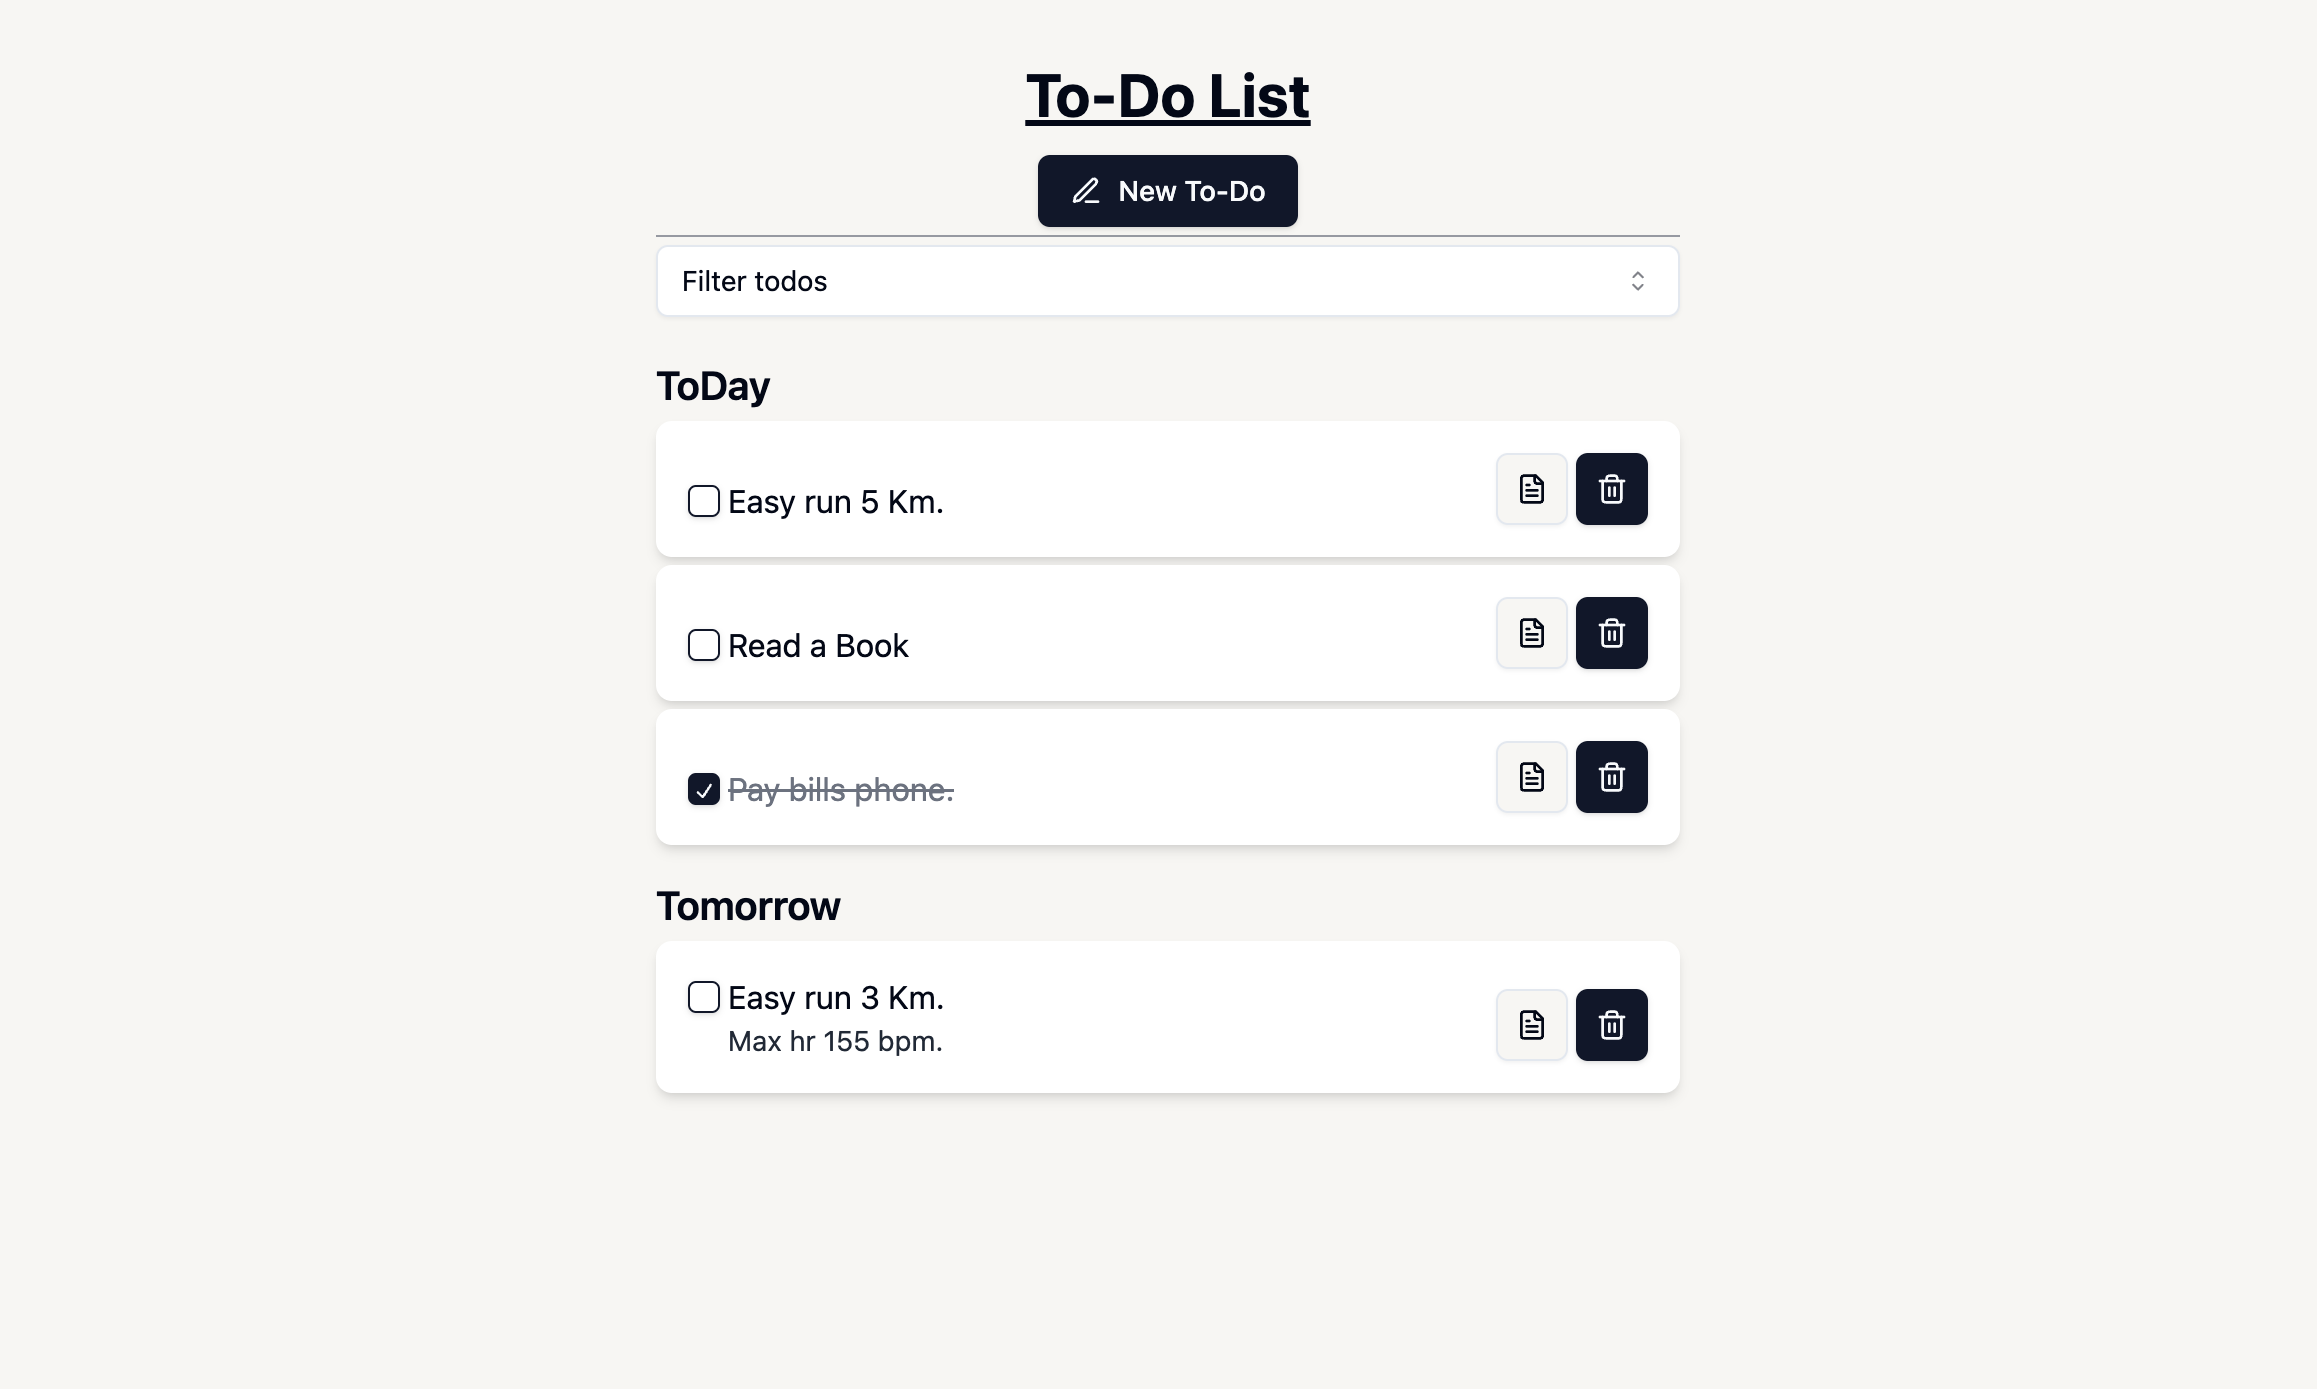 To-Do List
New To-Do
Filter todos
ToDay
Easy run 5 Km.
Read a Book
Pay bills phone.
Tomorrow
Easy run 3 Km.
Max hr 155 bpm.